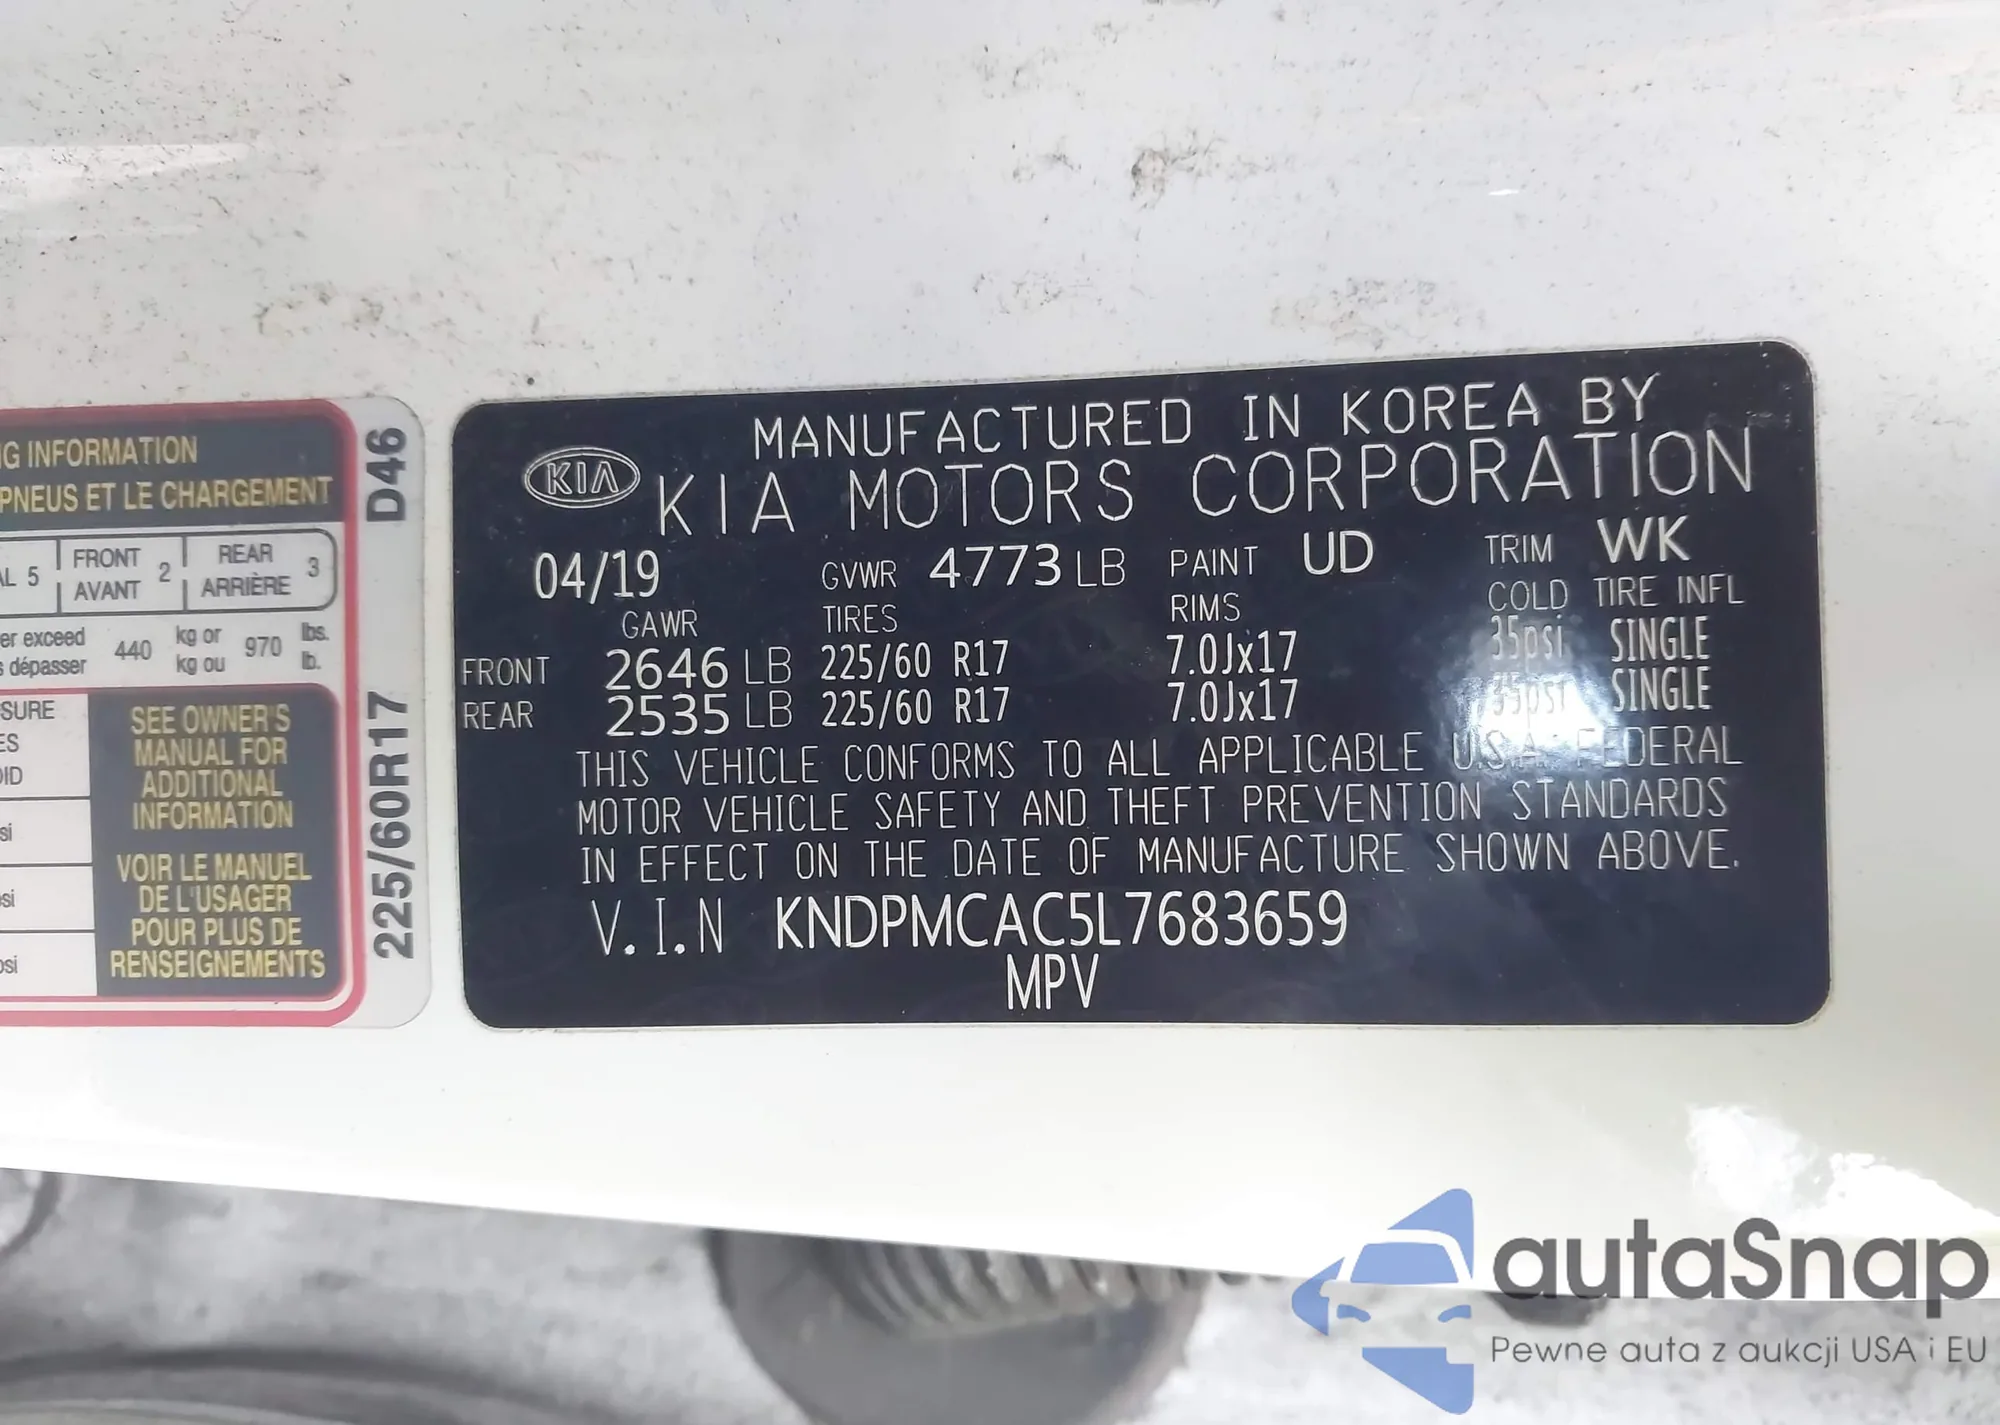 G INFORMATION
PNEUS ET LE CHARGEMENT
AL 5 FRONT AVANT 2 REAR ARRIÈRE 3
er exceed 440 kg or 970 lbs.
s dépasser kg ou lb.
SURE
ES
OID
si
si
osi
SEE OWNER'S
MANUAL FOR
ADDITIONAL
INFORMATION
VOIR LE MANUEL
DE L'USAGER
POUR PLUS DE
RENSEIGNEMENTS
225/60R17 D46
MANUFACTURED IN KOREA BY
KIA KIA MOTORS CORPORATION
04/19 GVWR 4773 LB PAINT UD TRIM WK
GAWR TIRES RIMS COLD TIRE INFL
FRONT 2646 LB 225/60 R17 7.0Jx17 35psi SINGLE
REAR 2535 LB 225/60 R17 7.0Jx17 35psi SINGLE
THIS VEHICLE CONFORMS TO ALL APPLICABLE U.S.A. FEDERAL
MOTOR VEHICLE SAFETY AND THEFT PREVENTION STANDARDS
IN EFFECT ON THE DATE OF MANUFACTURE SHOWN ABOVE.
V.I.N KNDPMCAC5L7683659
MPV
autaSnap
Pewne auta z aukcji USA i EU